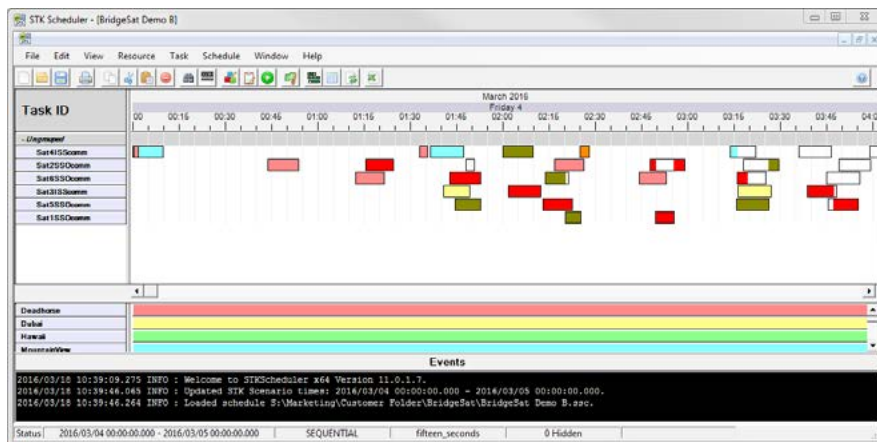 STK Scheduler - [BridgeSat Demo B]
File Edit View Resource Task Schedule Window Help
March 2016
Task ID
Friday 4
00 00:15 00:30 00:45 01:00 01:15 01:30 01:45 02:00 02:15 02:30 02:45 03:00 03:15 03:30 03:45 04:0
- Ungrouped
Sat4ISScomm
Sat2SSOcomm
Sat6SSOcomm
Sat3ISScomm
Sat5SSOcomm
Sat1SSOcomm
Deadhorse
Dubai
Hawaii
MountainView
Events
2016/03/18 10:39:09.275 INFO : Welcome to STKScheduler x64 Version 11.0.1.7.
2016/03/18 10:39:46.065 INFO : Updated STK Scenario times: 2016/03/04 00:00:00.000 - 2016/03/05 00:00:00.000.
2016/03/18 10:39:46.264 INFO : Loaded schedule S:\Marketing\Customer Folder\BridgeSat\BridgeSat Demo B.ssc.
Status 2016/03/04 00:00:00.000 - 2016/03/05 00:00:00.000 SEQUENTIAL fifteen_seconds 0 Hidden